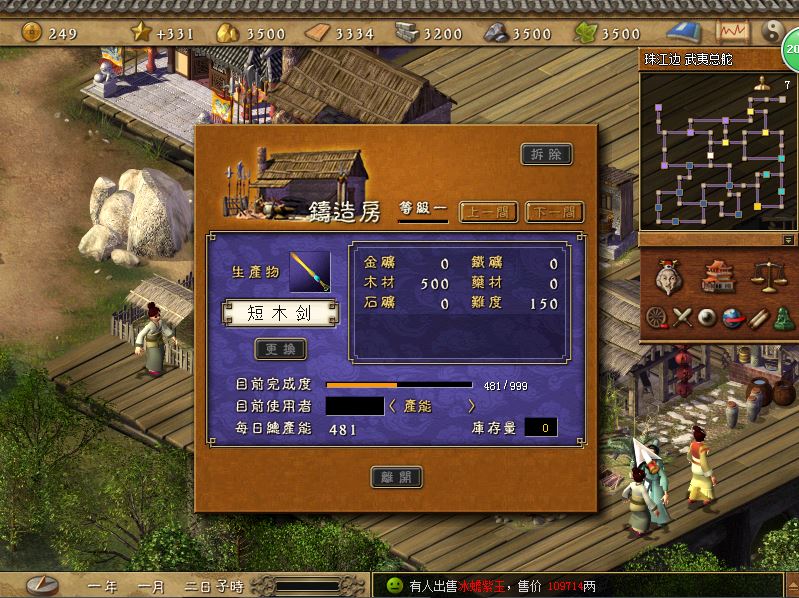 249 +331 3500 3334 3200 3500 3500
20
珠江边 武夷总舵
7
拆除
鑄造房 等級一 上一間 下一間
生產物
短木劍
更換
金礦 0 鐵礦 0
木材 500 藥材 0
石礦 0 難度 150
目前完成度 481/999
目前使用者 〈產能 〉
每日總產能 481 庫存量 0
離開
一年 一月 二日子時
有人出售冰蟾紫玉，售价 109714两